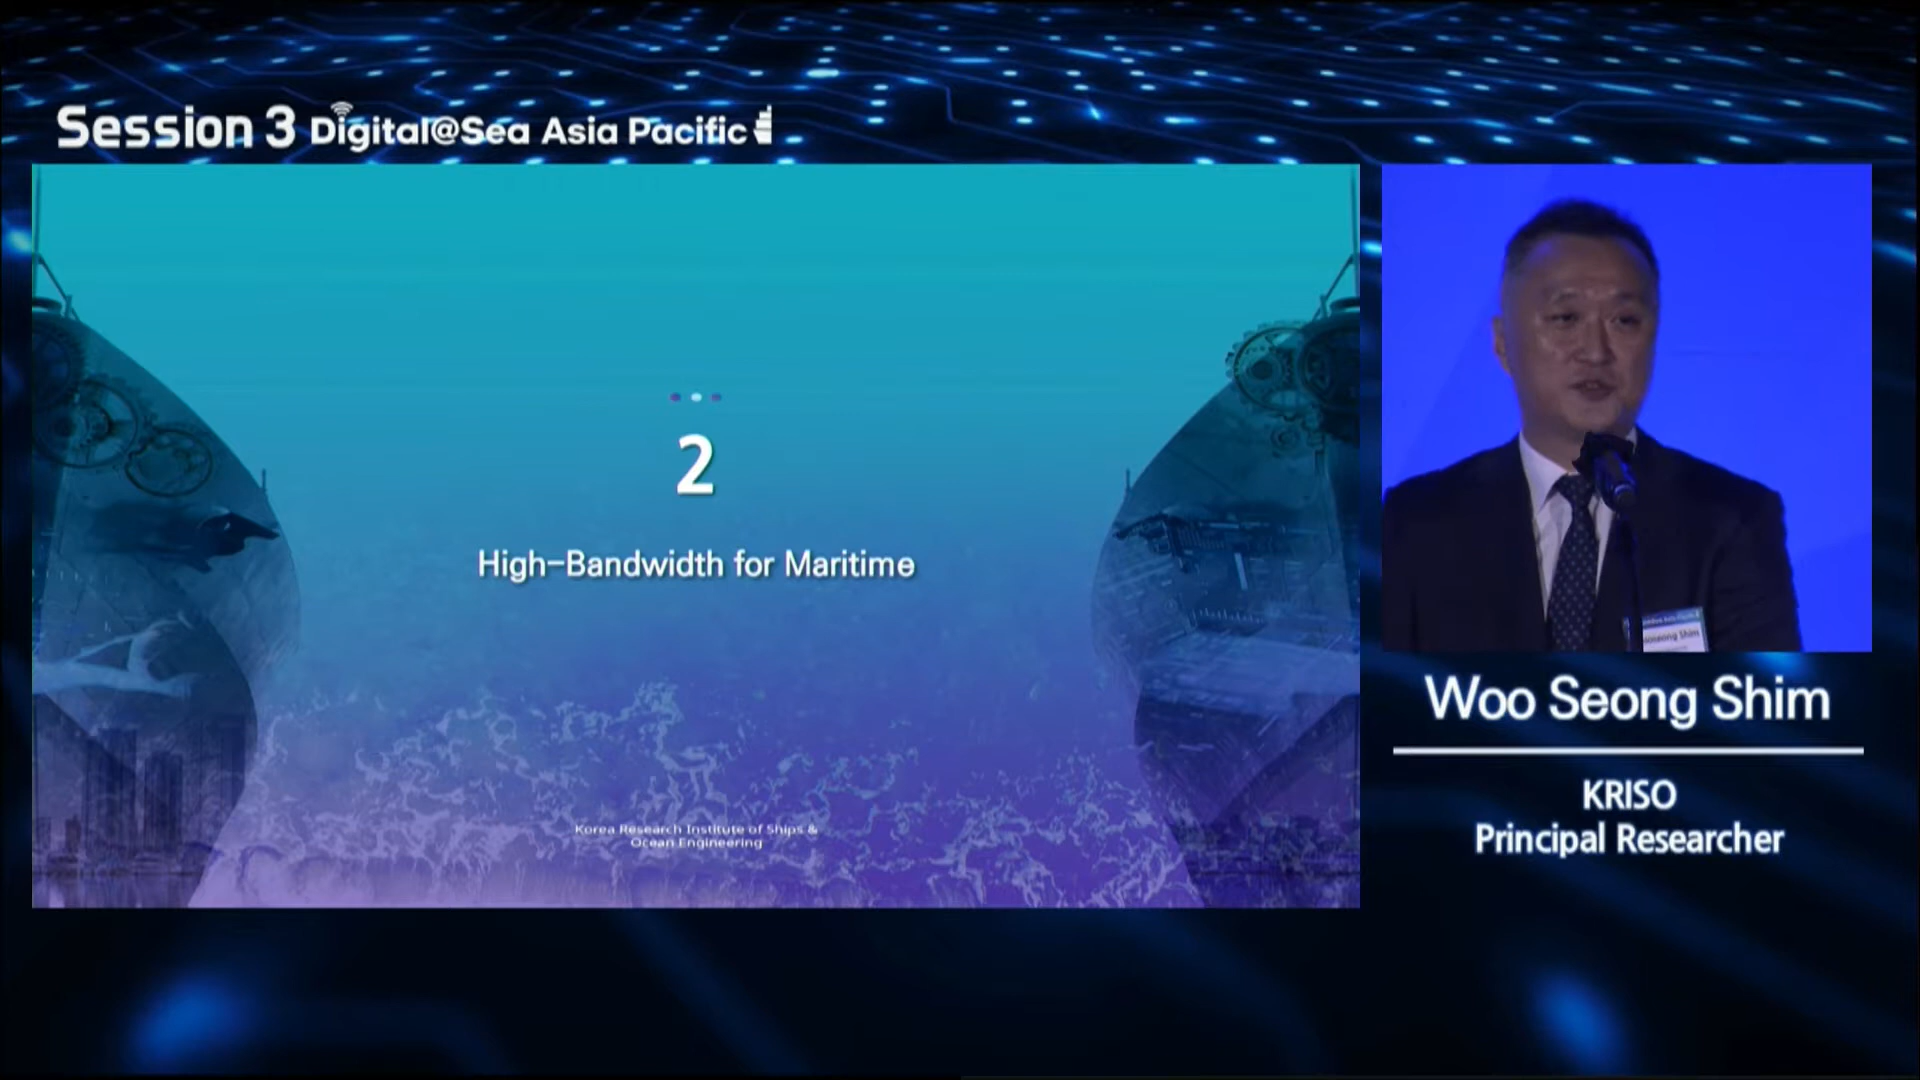 Session 3 Digital@Sea Asia Pacific
2
High-Bandwidth for Maritime
Korea Research Institute of Ships &
Ocean Engineering
Shim
Woo Seong Shim
KRISO
Principal Researcher